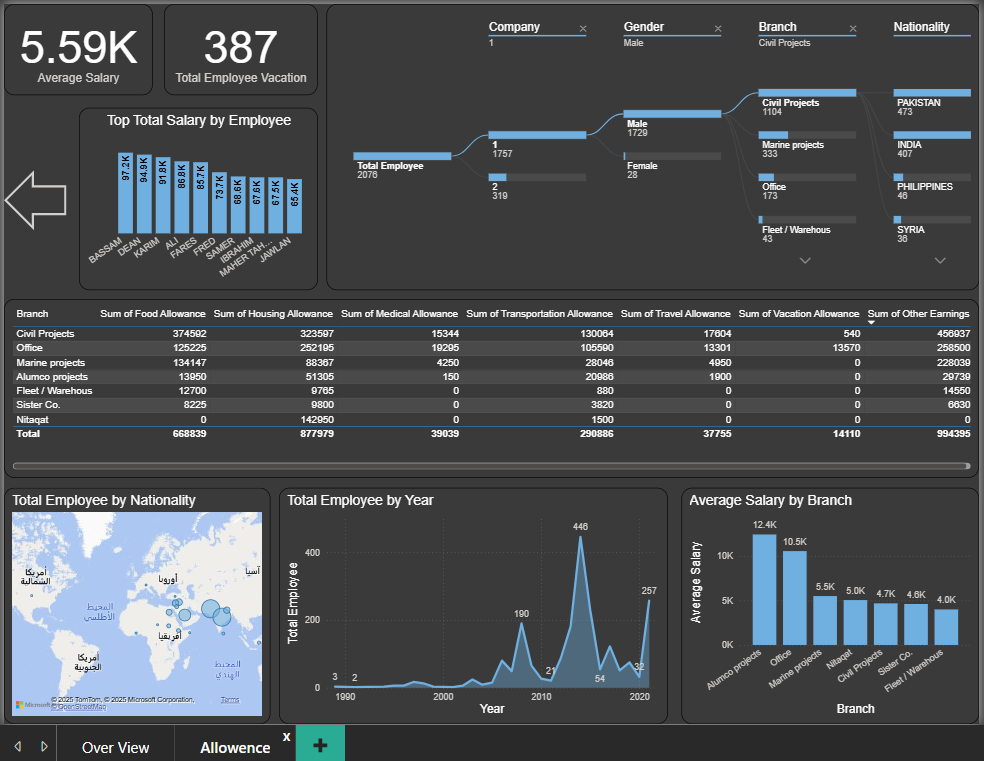 5.59K
Average Salary
387
Total Employee Vacation
Company
1
Gender
Male
Branch
Civil Projects
Nationality
Total Employee
2076
1
1757
2
319
Male
1729
Female
28
Civil Projects
1104
Marine projects
333
Office
173
Fleet / Warehous
43
PAKISTAN
473
INDIA
407
PHILIPPINES
46
SYRIA
36
Top Total Salary by Employee
97.2K 94.9K 91.8K 86.8K 85.7K 73.7K 68.6K 67.6K 67.5K 65.4K
BASSAM DEAN KARIM ALI FARES FRED SAMER IBRAHIM MAHER TAH... JAWLAN
Branch Sum of Food Allowance Sum of Housing Allowance Sum of Medical Allowance Sum of Transportation Allowance Sum of Travel Allowance Sum of Vacation Allowance Sum of Other Earnings
Civil Projects 374592 323597 15344 130064 17604 540 456937
Office 125225 252195 19295 105590 13301 13570 258500
Marine projects 134147 88367 4250 28046 4950 0 228039
Alumco projects 13950 51305 150 20986 1900 0 29739
Fleet / Warehous 12700 9765 0 880 0 0 14550
Sister Co. 8225 9800 0 3820 0 0 6630
Nitaqat 0 142950 0 1500 0 0 0
Total 668839 877979 39039 290886 37755 14110 994395
Total Employee by Nationality
أمريكا
الشمالية
أوروبا
آسيا
المحيط
الأطلسي
أفريقيا
أمريكا
الجنوبية
المحيط
الهندي
© 2025 TomTom, © 2025 Microsoft Corporation,
Microsoft © OpenStreetMap Terms
Total Employee by Year
Total Employee
400
200
0
3
2
190
21
446
54
32
257
1990 2000 2010 2020
Year
Average Salary by Branch
Average Salary
10K
5K
0K
12.4K
10.5K
5.5K
5.0K
4.7K
4.6K
4.0K
Alumco projects Office Marine projects Nitaqat Civil Projects Sister Co. Fleet / Warehous
Branch
Over View
Allowence
x
+